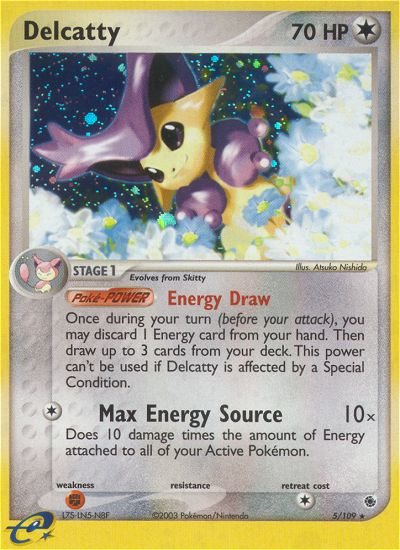 Delcatty 70 HP
Illus. Atsuko Nishida
STAGE 1
Evolves from Skitty
Poké-POWER Energy Draw
Once during your turn (before your attack), you
may discard 1 Energy card from your hand. Then
draw up to 3 cards from your deck. This power
can't be used if Delcatty is affected by a Special
Condition.
Max Energy Source 10×
Does 10 damage times the amount of Energy
attached to all of your Active Pokémon.
weakness resistance retreat cost
L7S-LN5-N8F ©2003 Pokémon/Nintendo 5/109 ★
e